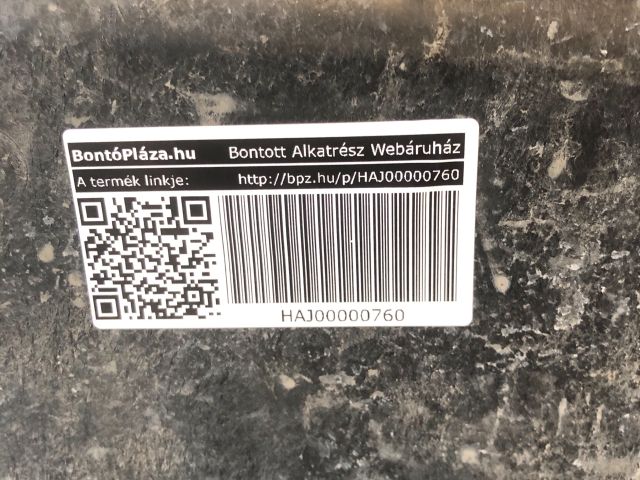 BontóPláza.hu Bontott Alkatrész Webáruház
A termék linkje: http://bpz.hu/p/HAJ00000760
HAJ00000760